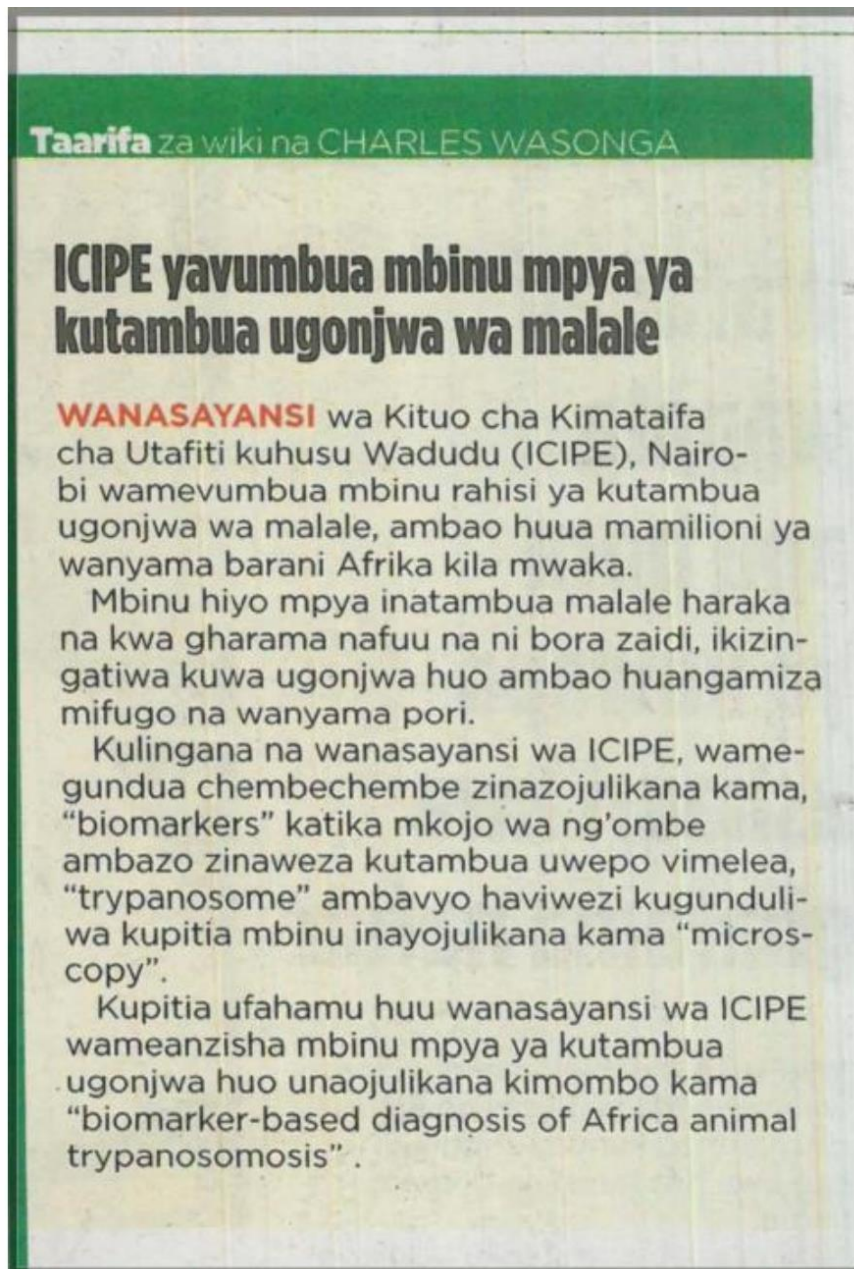 Taarifa za wiki na CHARLES WASONGA
ICIPE yavumbua mbinu mpya ya
kutambua ugonjwa wa malale
WANASAYANSI wa Kituo cha Kimataifa
cha Utafiti kuhusu Wadudu (ICIPE), Nairo-
bi wamevumbua mbinu rahisi ya kutambua
ugonjwa wa malale, ambao huua mamilioni ya
wanyama barani Afrika kila mwaka.
Mbinu hiyo mpya inatambua malale haraka
na kwa gharama nafuu na ni bora zaidi, ikizin-
gatiwa kuwa ugonjwa huo ambao huangamiza
mifugo na wanyama pori.
Kulingana na wanasayansi wa ICIPE, wame-
gundua chembechembe zinazojulikana kama,
“biomarkers” katika mkojo wa ng’ombe
ambazo zinaweza kutambua uwepo vimelea,
“trypanosome” ambavyo haviwezi kugunduli-
wa kupitia mbinu inayojulikana kama “micros-
copy”.
Kupitia ufahamu huu wanasayansi wa ICIPE
wameanzisha mbinu mpya ya kutambua
ugonjwa huo unaojulikana kimombo kama
“biomarker-based diagnosis of Africa animal
trypanosomosis” .